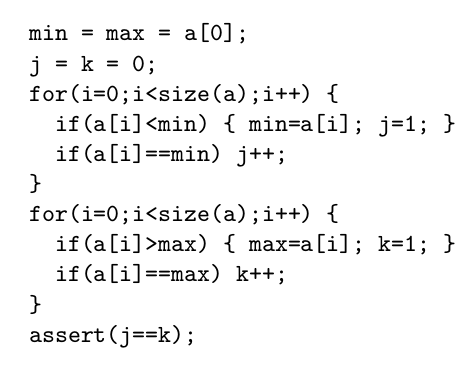 min = max = a[0];
j = k = 0;
for(i=0;i<size(a);i++) {
  if(a[i]<min) { min=a[i]; j=1; }
  if(a[i]==min) j++;
}
for(i=0;i<size(a);i++) {
  if(a[i]>max) { max=a[i]; k=1; }
  if(a[i]==max) k++;
}
assert(j==k);